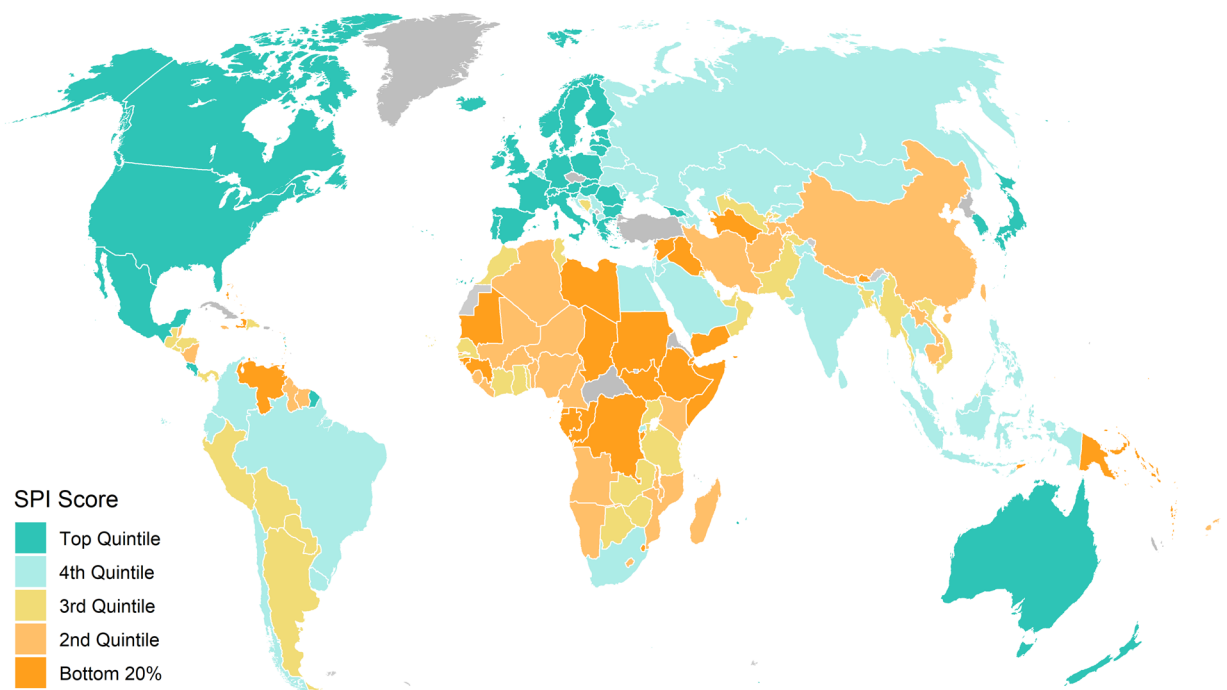 SPI Score
Top Quintile
4th Quintile
3rd Quintile
2nd Quintile
Bottom 20%